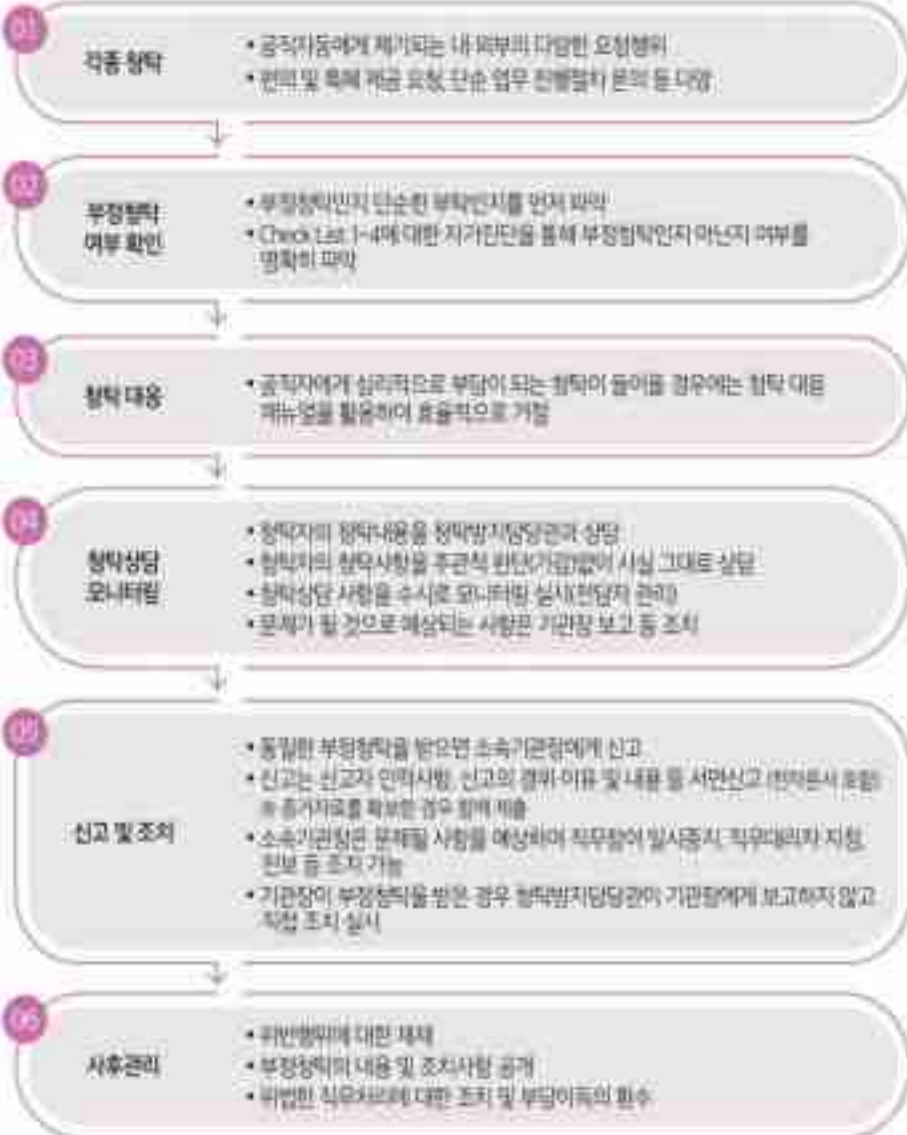 01
각종 청탁
• 공직자등에게 제기되는 내·외부의 다양한 요청행위
• 편의 및 특혜 제공 요청, 단순 업무 진행절차 문의 등 다양
02
부정청탁
여부 확인
• 부정청탁인지 단순한 부탁인지를 먼저 파악
• Check List 1~4에 대한 자가진단을 통해 부정청탁인지 아닌지 여부를
명확히 파악
03
청탁 대응
• 공직자에게 심리적으로 부담이 되는 청탁이 들어올 경우에는 청탁 대응
매뉴얼을 활용하여 효율적으로 거절
04
청탁상담
모니터링
• 청탁자의 청탁내용을 청탁방지담당관과 상담
• 청탁자의 청탁사항을 주관적 판단(가감)없이 사실 그대로 상담
• 청탁상담 사항을 수시로 모니터링 실시(전담자 관리)
• 문제가 될 것으로 예상되는 사항은 기관장 보고 등 조치
05
신고 및 조치
• 동일한 부정청탁을 받으면 소속기관장에게 신고
• 신고는 신고자 인적사항, 신고의 경위·이유 및 내용 등 서면신고 (전자문서 포함)
※ 증거자료를 확보한 경우 함께 제출
• 소속기관장은 문제될 사항을 예상하여 직무참여 일시중지, 직무대리자 지정,
전보 등 조치 가능
• 기관장이 부정청탁을 받은 경우 청탁방지담당관이 기관장에게 보고하지 않고
직접 조치 실시
06
사후관리
• 위반행위에 대한 제재
• 부정청탁의 내용 및 조치사항 공개
• 위법한 직무처리에 대한 조치 및 부당이득의 환수